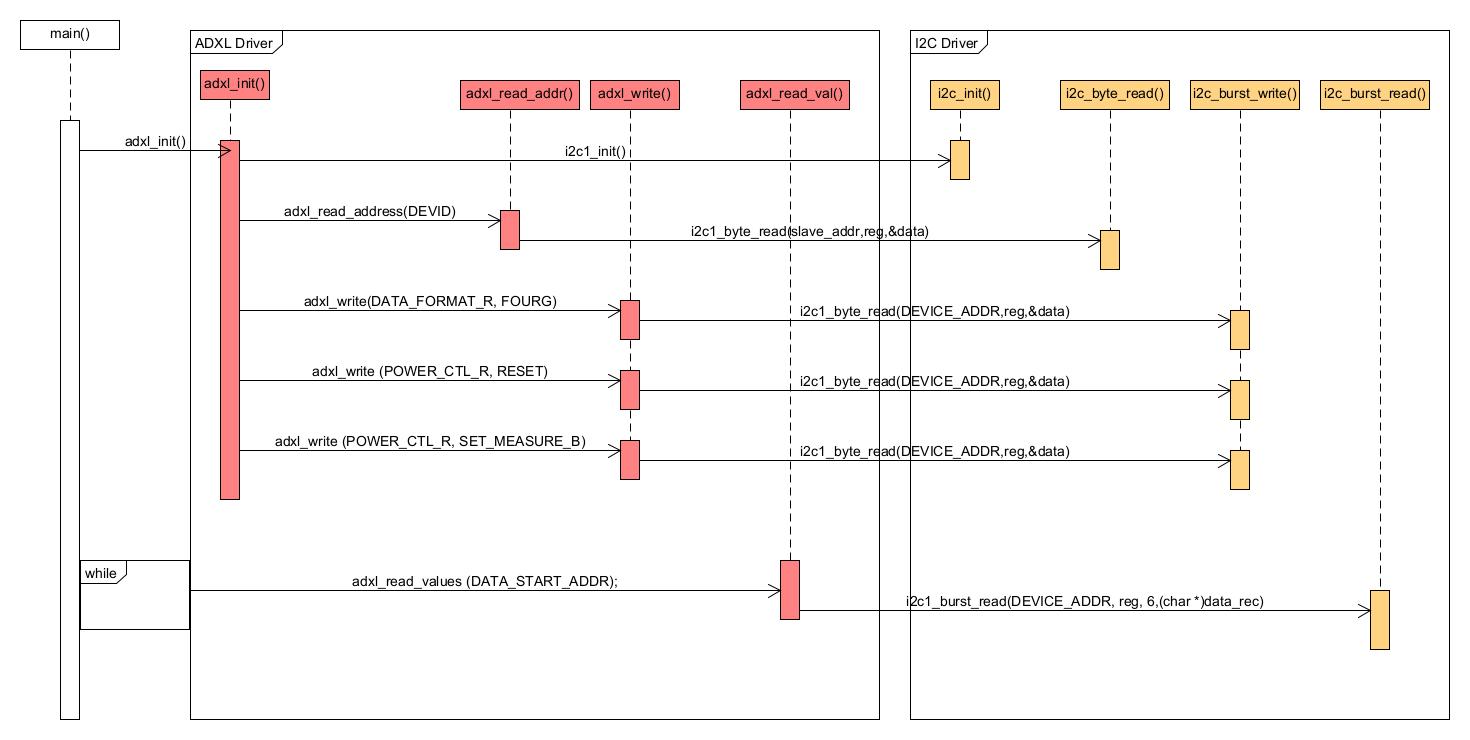 main()
ADXL Driver
I2C Driver
adxl_init()
adxl_read_addr()
adxl_write()
adxl_read_val()
i2c_init()
i2c_byte_read()
i2c_burst_write()
i2c_burst_read()
adxl_init()
i2c1_init()
adxl_read_address(DEVID)
i2c1_byte_read(slave_addr,reg,&data)
adxl_write(DATA_FORMAT_R, FOURG)
i2c1_byte_read(DEVICE_ADDR,reg,&data)
adxl_write (POWER_CTL_R, RESET)
i2c1_byte_read(DEVICE_ADDR,reg,&data)
adxl_write (POWER_CTL_R, SET_MEASURE_B)
i2c1_byte_read(DEVICE_ADDR,reg,&data)
while
adxl_read_values (DATA_START_ADDR);
i2c1_burst_read(DEVICE_ADDR, reg, 6,(char *)data_rec)